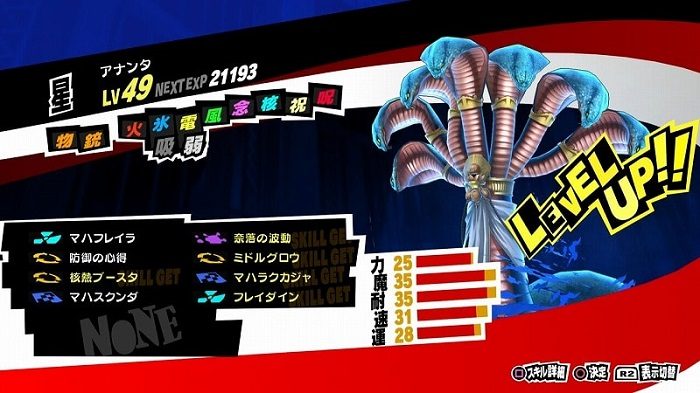 星
アナンタ
LV 49 NEXT EXP 21193
物 銃 火 氷 電 風 念 核 祝 呪
吸 弱
LEVEL UP!!
マハフレイラ
防御の心得
核熱ブースタ
マハスクンダ
奈落の波動
ミドルグロウ
マハラクカジャ
フレイダイン
SKILL GET
SKILL GET
SKILL GET
SKILL GET
NONE
力 25
魔 35
耐 35
速 31
運 28
□スキル詳細 ○決定 R2 表示切替